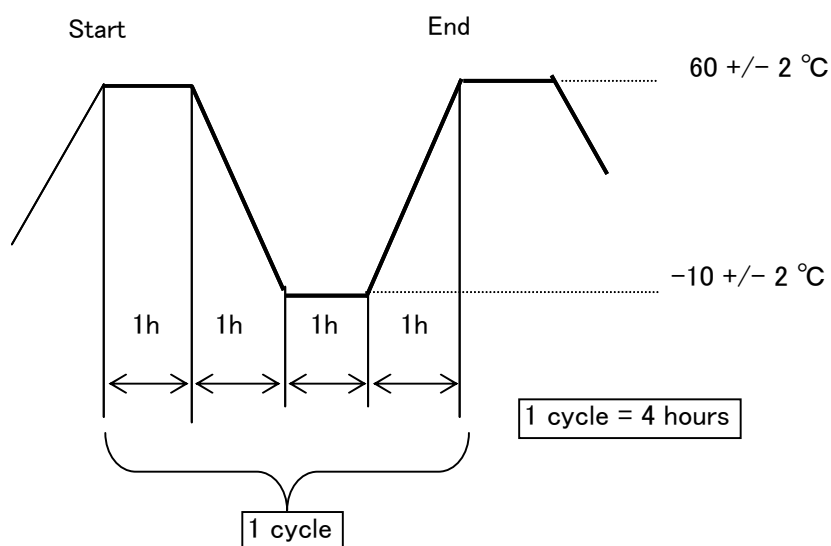 Start
End
60 +/- 2 ℃
-10 +/- 2 ℃
1h
1h
1h
1h
1 cycle = 4 hours
1 cycle